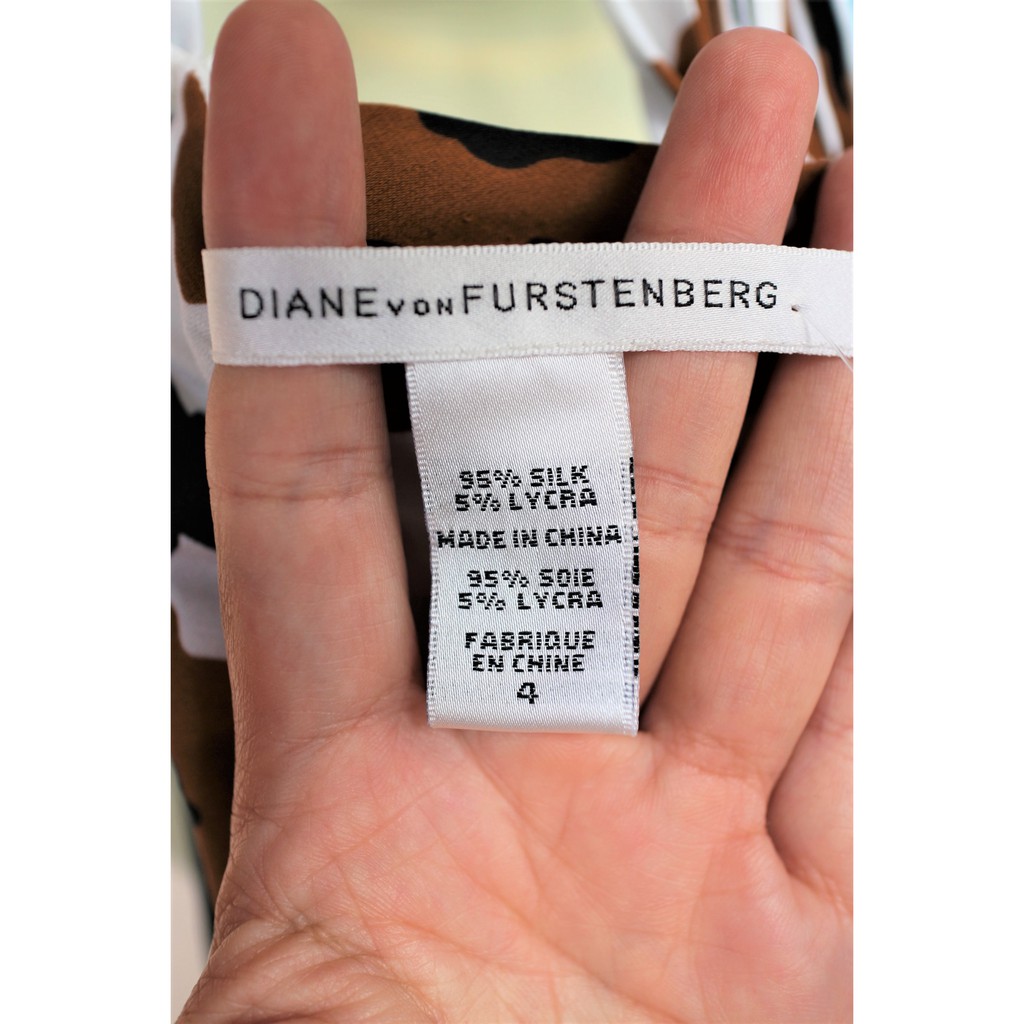 DIANE VON FURSTENBERG
95% SILK
5% LYCRA
MADE IN CHINA
95% SOIE
5% LYCRA
FABRIQUE
EN CHINE
4